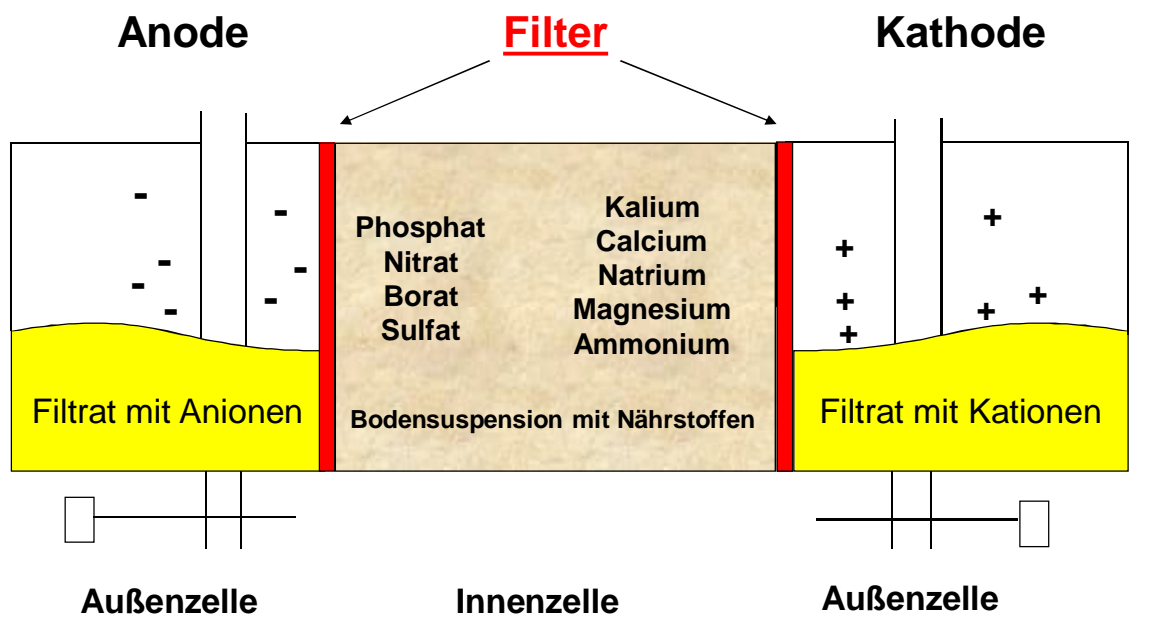 Anode
Filter
Kathode
Phosphat
Nitrat
Borat
Sulfat
Kalium
Calcium
Natrium
Magnesium
Ammonium
- - - - - - -
+ + + + + +
Filtrat mit Anionen
Bodensuspension mit Nährstoffen
Filtrat mit Kationen
Außenzelle
Innenzelle
Außenzelle